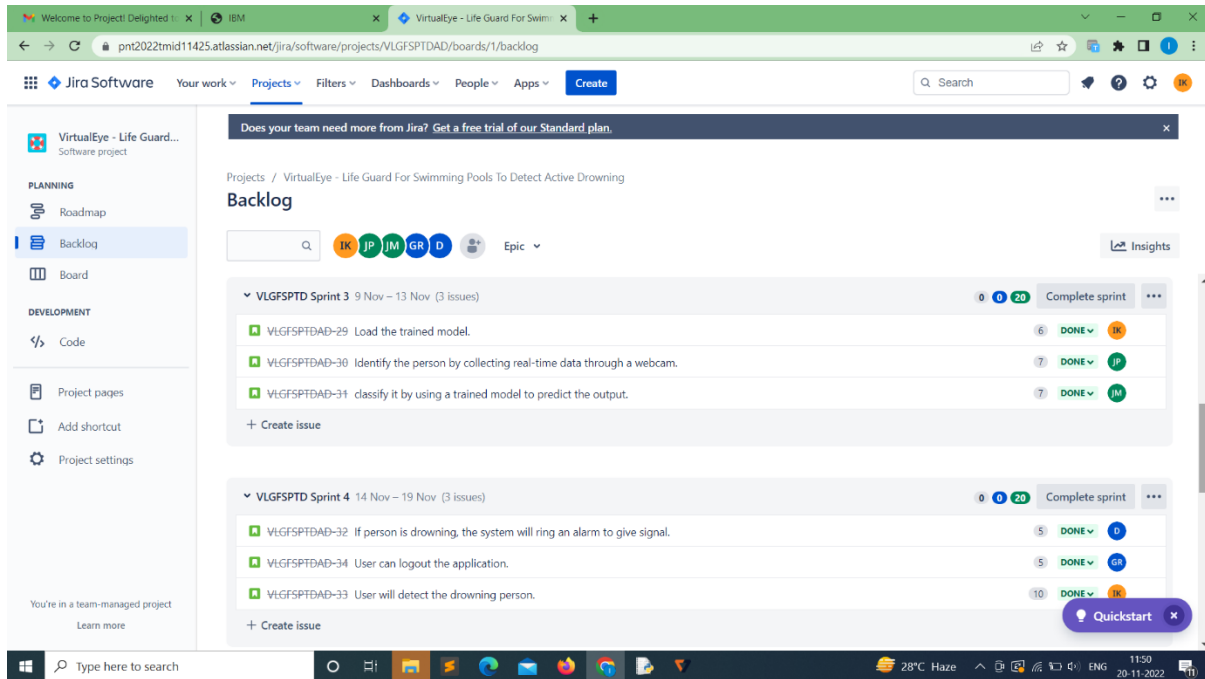 Welcome to Project! Delighted to
IBM
VirtualEye - Life Guard For Swimm
pnt2022tmid11425.atlassian.net/jira/software/projects/VLGFSPTDAD/boards/1/backlog
I
Jira Software Your work Projects Filters Dashboards People Apps Create Search IK
Does your team need more from Jira? Get a free trial of our Standard plan.
VirtualEye - Life Guard...
Software project
PLANNING
Roadmap
Backlog
Board
DEVELOPMENT
Code
Project pages
Add shortcut
Project settings
You're in a team-managed project
Learn more
Projects / VirtualEye - Life Guard For Swimming Pools To Detect Active Drowning
Backlog
IK JP JM GR D Epic Insights
VLGFSPTD Sprint 3 9 Nov – 13 Nov (3 issues) 0 0 20 Complete sprint
VLGFSPTDAD-29 Load the trained model. 6 DONE IK
VLGFSPTDAD-30 Identify the person by collecting real-time data through a webcam. 7 DONE JP
VLGFSPTDAD-31 classify it by using a trained model to predict the output. 7 DONE JM
+ Create issue
VLGFSPTD Sprint 4 14 Nov – 19 Nov (3 issues) 0 0 20 Complete sprint
VLGFSPTDAD-32 If person is drowning, the system will ring an alarm to give signal. 5 DONE D
VLGFSPTDAD-34 User can logout the application. 5 DONE GR
VLGFSPTDAD-33 User will detect the drowning person. 10 DONE IK
+ Create issue
Quickstart
Type here to search
28°C Haze ENG
11:50
20-11-2022